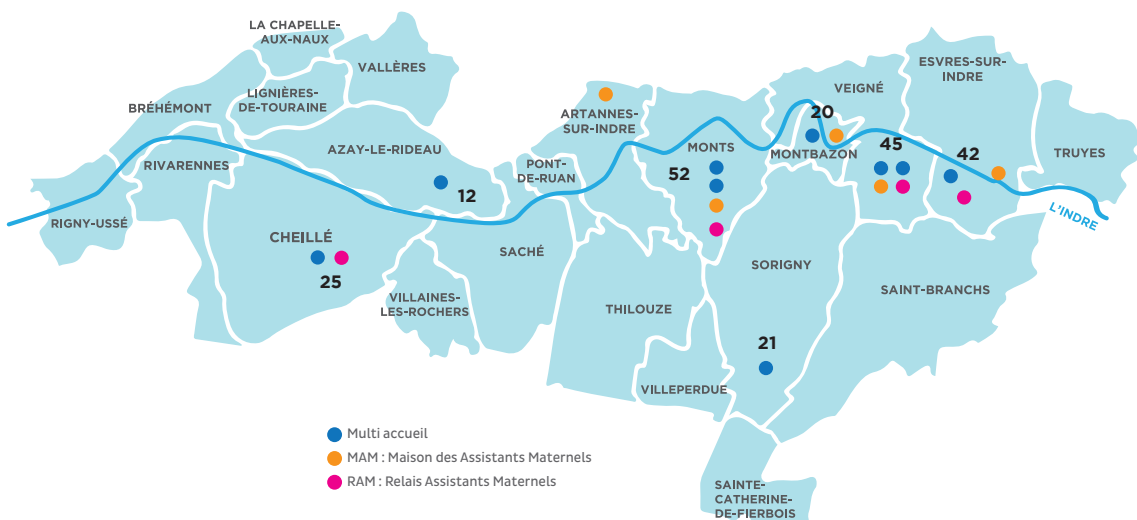 LA CHAPELLE-
AUX-NAUX
VALLÈRES
BRÉHÉMONT
LIGNIÈRES-
DE-TOURAINE
RIVARENNES
AZAY-LE-RIDEAU
12
RIGNY-USSÉ
CHEILLÉ
25
VILLAINES-
LES-ROCHERS
SACHÉ
PONT-
DE-RUAN
ARTANNES-
SUR-INDRE
MONTS
52
THILOUZE
VILLEPERDUE
SORIGNY
21
SAINTE-
CATHERINE-
DE-FIERBOIS
MONTBAZON
20
VEIGNÉ
45
ESVRES-SUR-
INDRE
42
TRUYES
L'INDRE
SAINT-BRANCHS
Multi accueil
MAM : Maison des Assistants Maternels
RAM : Relais Assistants Maternels